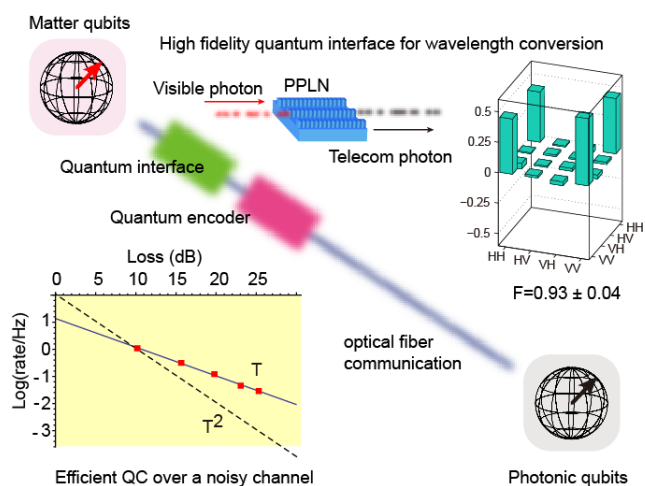 Matter qubits
High fidelity quantum interface for wavelength conversion
Visible photon
PPLN
Telecom photon
0.5
0.25
0
−0.25
−0.5
HH
HV
VH
VV
HH
HV
VH
VV
F=0.93 ± 0.04
Quantum interface
Quantum encoder
Loss (dB)
0 5 10 15 20 25
Log(rate/Hz)
1
0
-1
-2
-3
T
T2
Efficient QC over a noisy channel
optical fiber
communication
Photonic qubits